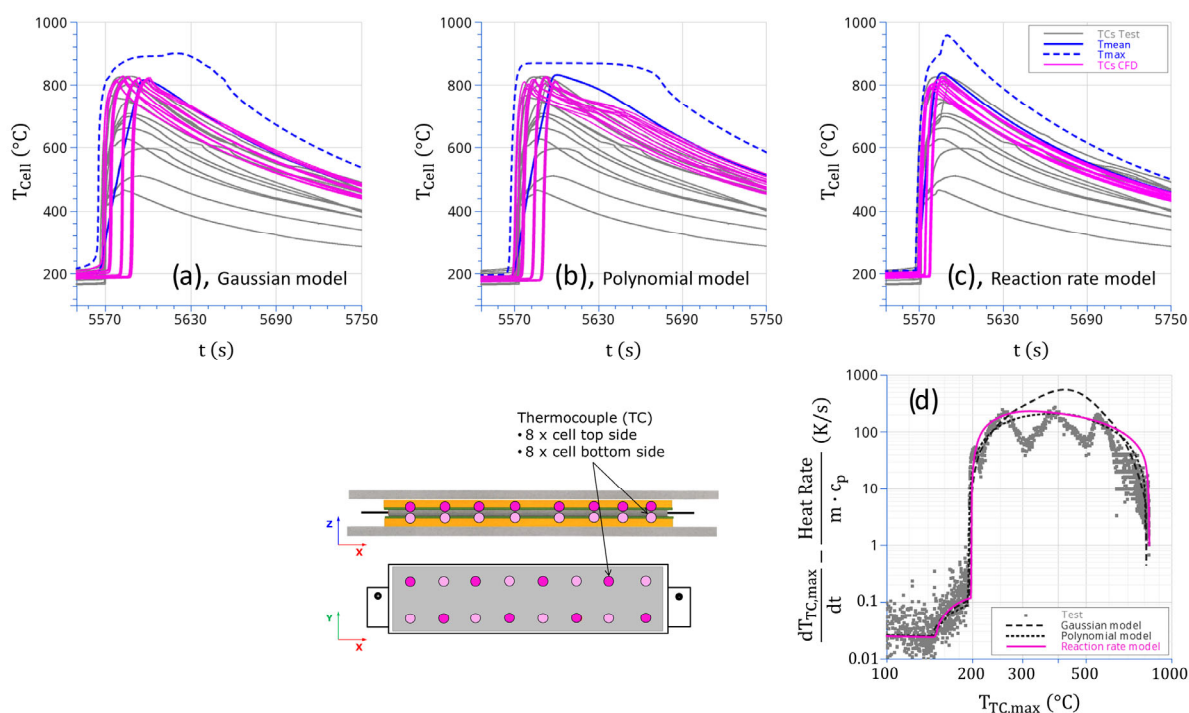 1000
800
600
400
200
T_Cell (°C)
(a), Gaussian model
5570
5630
5690
5750
t (s)
1000
800
600
400
200
T_Cell (°C)
(b), Polynomial model
5570
5630
5690
5750
t (s)
1000
800
600
400
200
T_Cell (°C)
TCs Test
Tmean
Tmax
TCs CFD
(c), Reaction rate model
5570
5630
5690
5750
t (s)
Thermocouple (TC)
• 8 x cell top side
• 8 x cell bottom side
Z
X
Y
X
(d)
dT_TC,max / dt − Heat Rate / m · c_p (K/s)
1000
100
10
1
0.1
0.01
Test
Gaussian model
Polynomial model
Reaction rate model
100
200
300
500
1000
T_TC,max (°C)